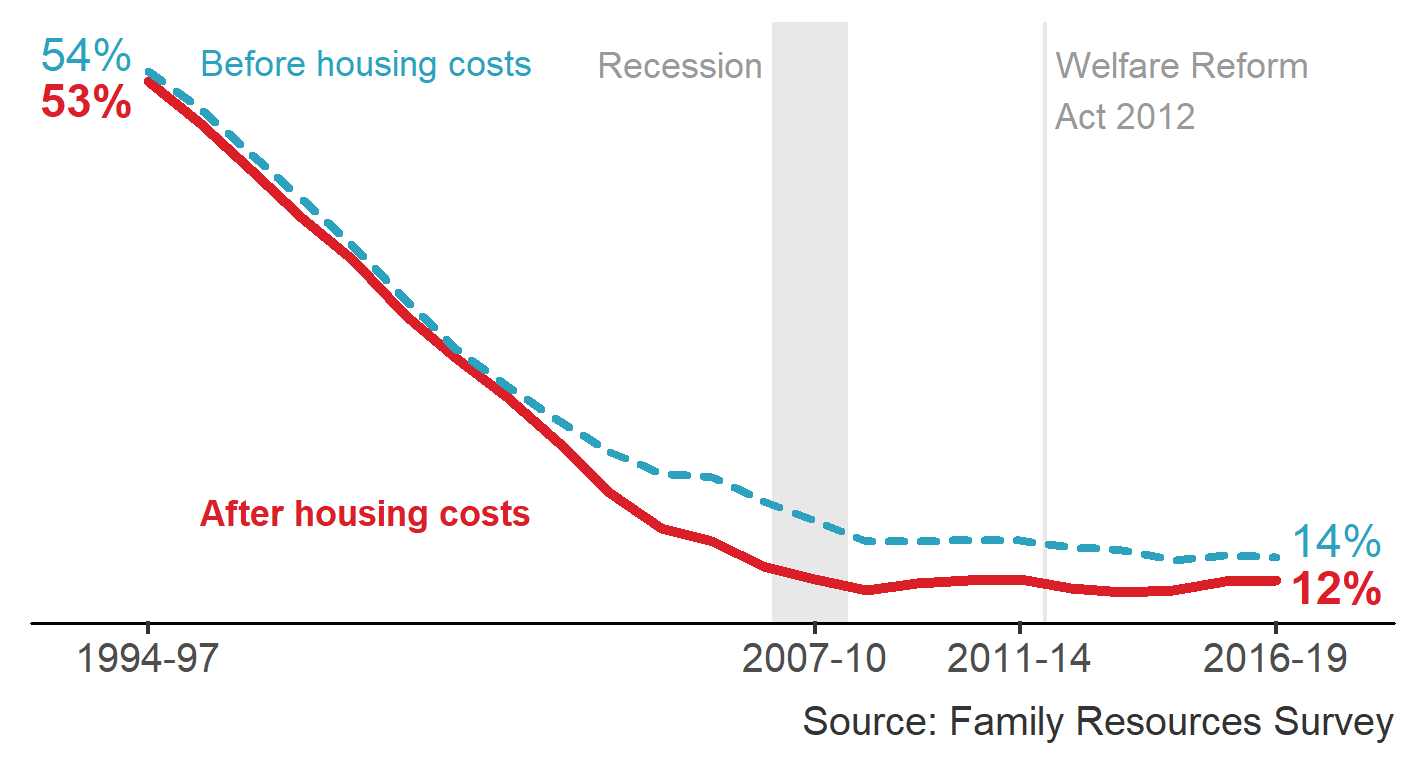 54%
53%
Before housing costs
Recession
Welfare Reform
Act 2012
After housing costs
14%
12%
1994-97
2007-10
2011-14
2016-19
Source: Family Resources Survey